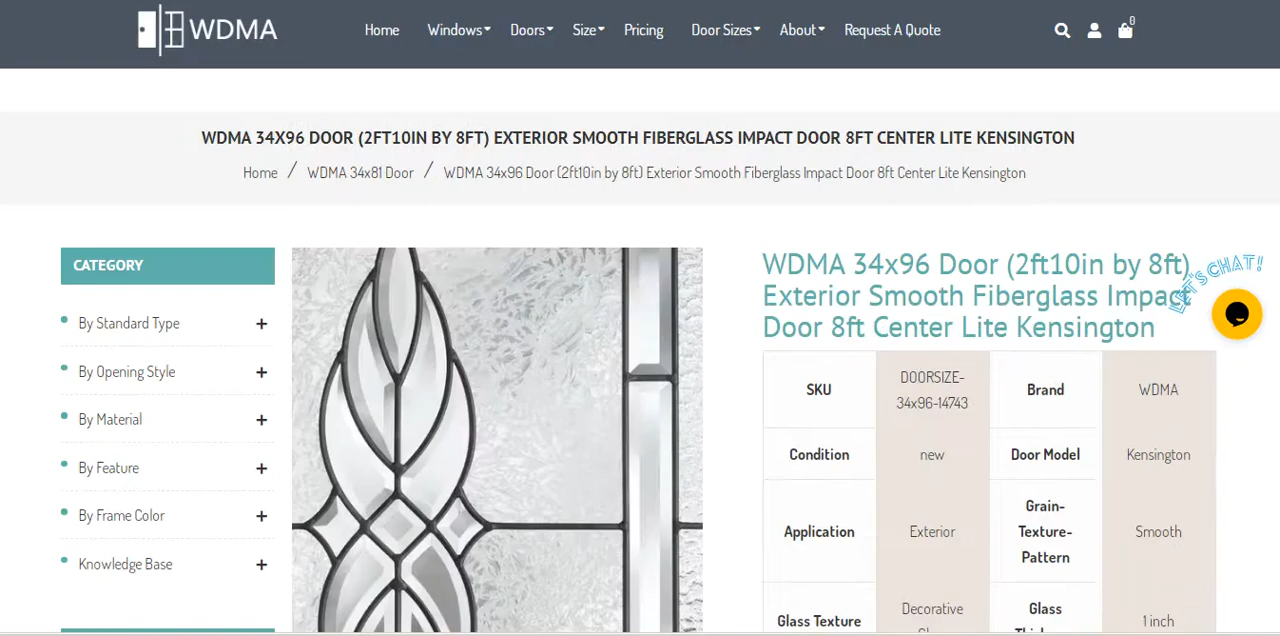 WDMA
Home Windows Doors Size Pricing Door Sizes About Request A Quote
0
WDMA 34X96 DOOR (2FT10IN BY 8FT) EXTERIOR SMOOTH FIBERGLASS IMPACT DOOR 8FT CENTER LITE KENSINGTON
Home / WDMA 34x81 Door / WDMA 34x96 Door (2ft10in by 8ft) Exterior Smooth Fiberglass Impact Door 8ft Center Lite Kensington
CATEGORY
By Standard Type +
By Opening Style +
By Material +
By Feature +
By Frame Color +
Knowledge Base +
WDMA 34x96 Door (2ft10in by 8ft)
Exterior Smooth Fiberglass Impact
Door 8ft Center Lite Kensington
LET'S CHAT!
SKU
DOORSIZE-
34x96-14743
Brand
WDMA
Condition
new
Door Model
Kensington
Application
Exterior
Grain-
Texture-
Pattern
Smooth
Glass Texture
Decorative
Glass
1 inch